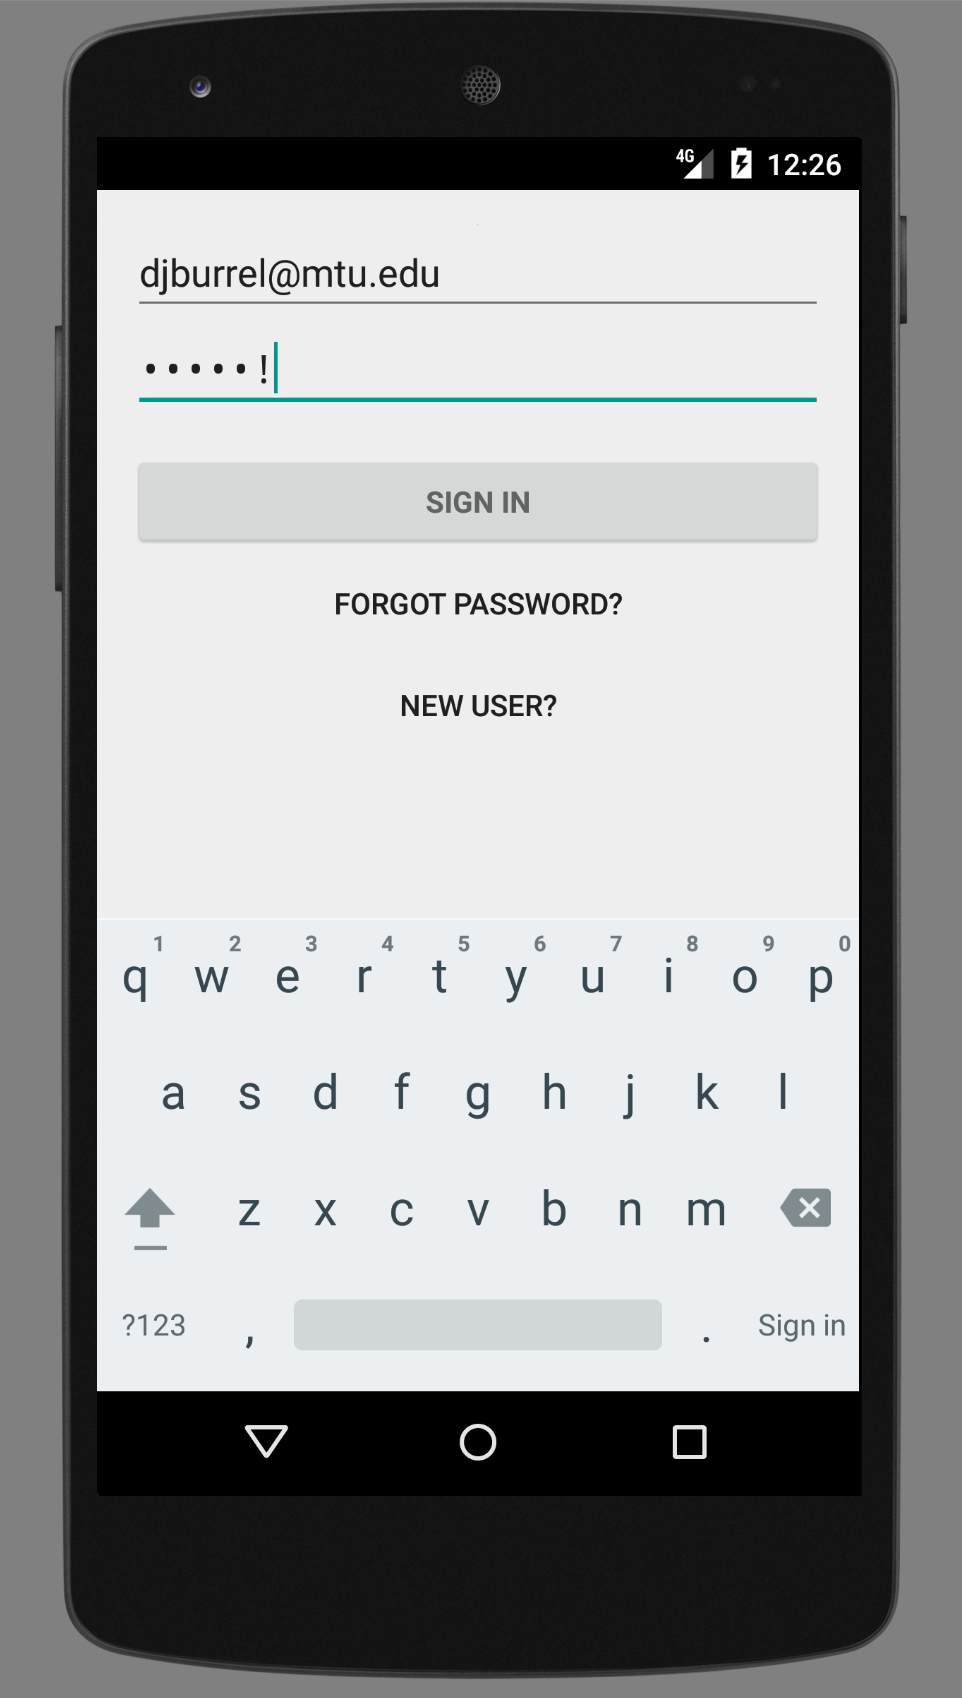 4G 12:26
djburrel@mtu.edu
•••••!
SIGN IN
FORGOT PASSWORD?
NEW USER?
1 2 3 4 5 6 7 8 9 0
q w e r t y u i o p
a s d f g h j k l
z x c v b n m
?123 , . Sign in